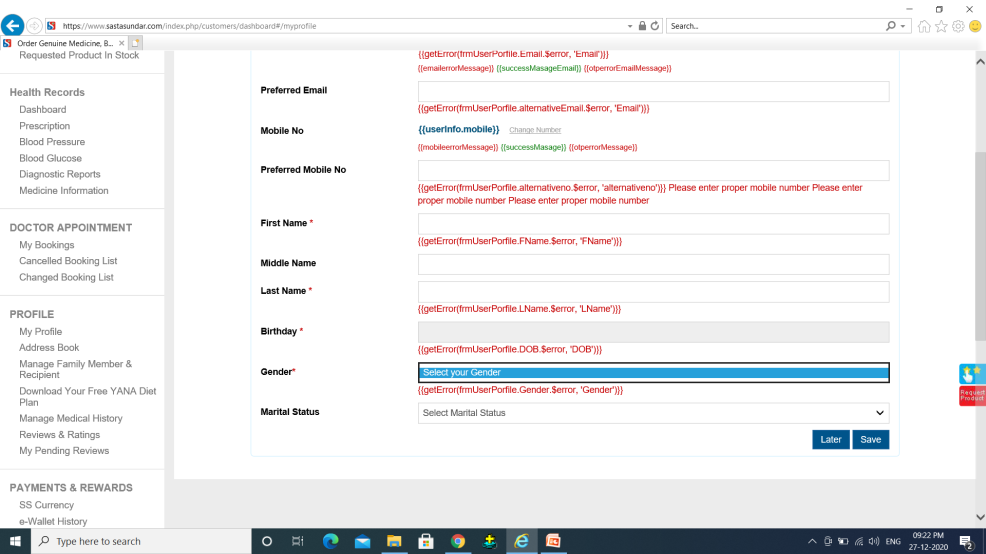 https://www.sastasundar.com/index.php/customers/dashboard#/myprofile
Search...
Order Genuine Medicine, B...
Requested Product In Stock
Health Records
Dashboard
Prescription
Blood Pressure
Blood Glucose
Diagnostic Reports
Medicine Information
DOCTOR APPOINTMENT
My Bookings
Cancelled Booking List
Changed Booking List
PROFILE
My Profile
Address Book
Manage Family Member &
Recipient
Download Your Free YANA Diet
Plan
Manage Medical History
Reviews & Ratings
My Pending Reviews
PAYMENTS & REWARDS
SS Currency
e-Wallet History
{{getError(frmUserPorfile.Email.$error, 'Email')}}
{{emailerrorMessage}} {{successMasageEmail}} {{otperrorEmailMessage}}
Preferred Email
{{getError(frmUserPorfile.alternativeEmail.$error, 'Email')}}
Mobile No
{{userInfo.mobile}} Change Number
{{mobileerrorMessage}} {{successMasage}} {{otperrorMessage}}
Preferred Mobile No
{{getError(frmUserPorfile.alternativeno.$error, 'alternativeno')}} Please enter proper mobile number Please enter
proper mobile number Please enter proper mobile number
First Name *
{{getError(frmUserPorfile.FName.$error, 'FName')}}
Middle Name
Last Name *
{{getError(frmUserPorfile.LName.$error, 'LName')}}
Birthday *
{{getError(frmUserPorfile.DOB.$error, 'DOB')}}
Gender*
Select your Gender
{{getError(frmUserPorfile.Gender.$error, 'Gender')}}
Marital Status
Select Marital Status
Later Save
Request
Product
Type here to search
ENG
09:22 PM
27-12-2020
2